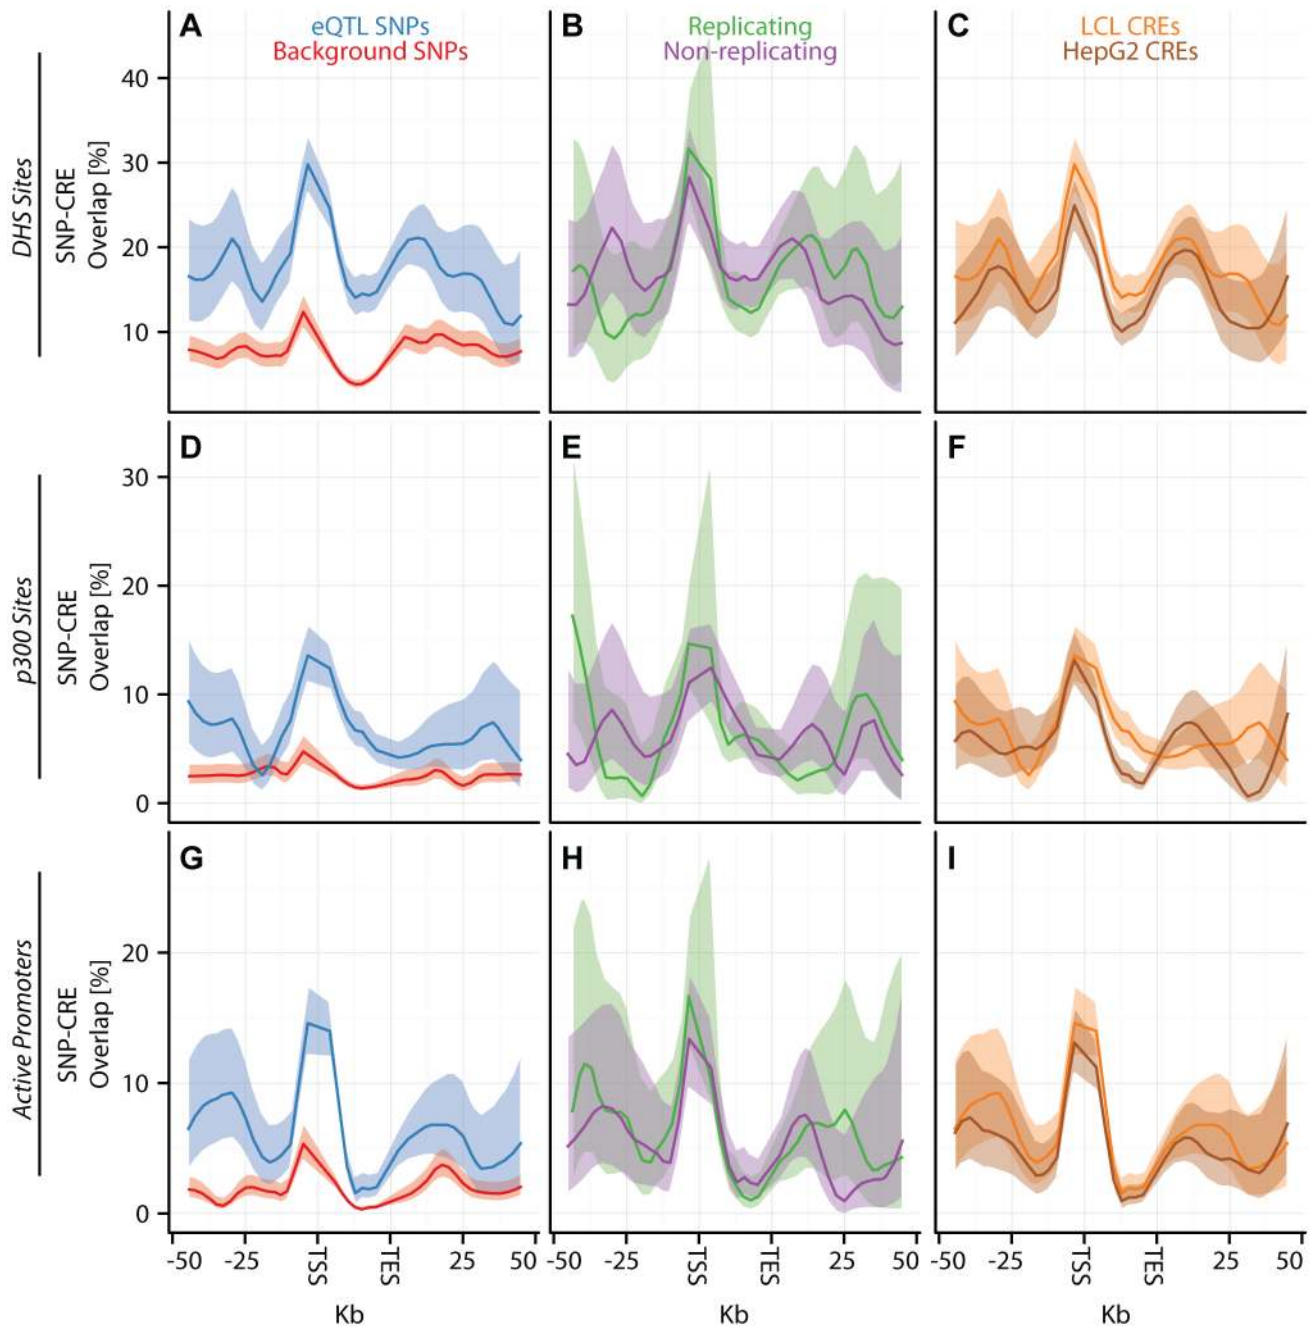 A
eQTL SNPs
Background SNPs
B
Replicating
Non-replicating
C
LCL CREs
HepG2 CREs
DHS Sites
SNP-CRE
Overlap [%]
40
30
20
10
D
E
F
p300 Sites
SNP-CRE
Overlap [%]
30
20
10
0
G
H
I
Active Promoters
SNP-CRE
Overlap [%]
20
10
0
-50 -25 TSS TES 25 50
-50 -25 TSS TES 25 50
-50 -25 TSS TES 25 50
Kb
Kb
Kb